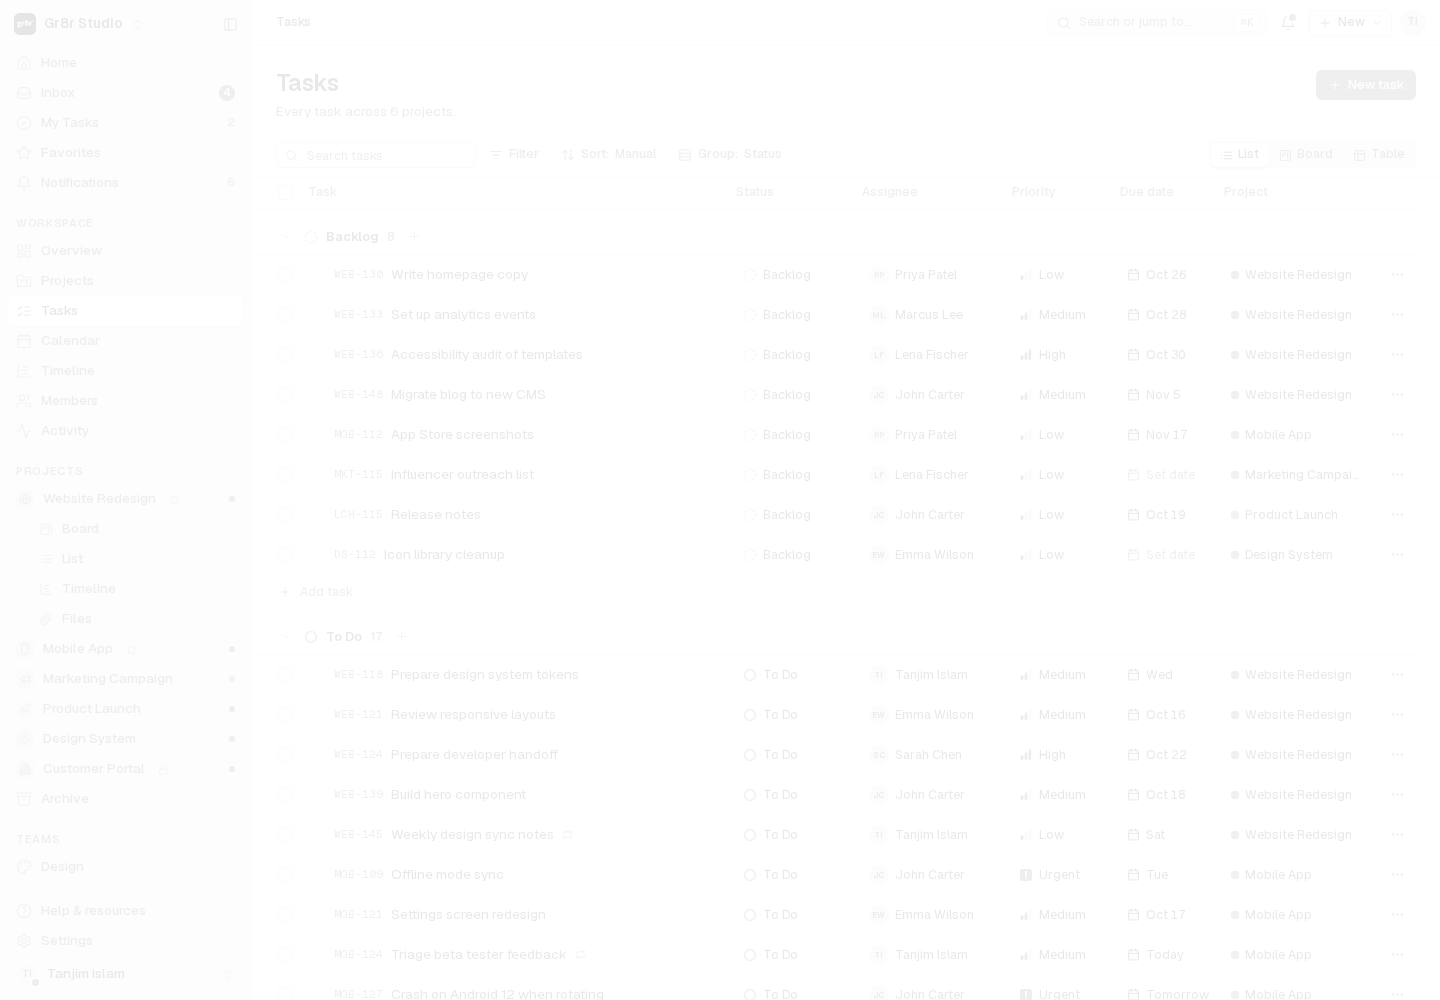 Gr8r Studio
Home
Inbox 4
My Tasks 2
Favorites
Notifications 6
WORKSPACE
Overview
Projects
Tasks
Calendar
Timeline
Members
Activity
PROJECTS
Website Redesign
Board
List
Timeline
Files
Mobile App
Marketing Campaign
Product Launch
Design System
Customer Portal
Archive
TEAMS
Design
Help & resources
Settings
TI Tanjim Islam
Tasks Search or jump to... ⌘K New TI
Tasks
New task
Every task across 6 projects.
Search tasks Filter Sort: Manual Group: Status List Board Table
Task Status Assignee Priority Due date Project
Backlog 8
WEB-130 Write homepage copy Backlog PP Priya Patel Low Oct 26 Website Redesign
WEB-133 Set up analytics events Backlog ML Marcus Lee Medium Oct 28 Website Redesign
WEB-136 Accessibility audit of templates Backlog LF Lena Fischer High Oct 30 Website Redesign
Migrate blog to new CMS Backlog JC John Carter Medium Nov 5 Website Redesign
MOB-112 App Store screenshots Backlog PP Priya Patel Low Nov 17 Mobile App
MKT-115 Influencer outreach list Backlog LF Lena Fischer Low Set date Marketing Campai...
LCH-115 Release notes Backlog JC John Carter Low Oct 19 Product Launch
DS-112 Icon library cleanup Backlog EW Emma Wilson Low Set date Design System
Add task
To Do 17
WEB-118 Prepare design system tokens To Do TI Tanjim Islam Medium Wed Website Redesign
WEB-121 Review responsive layouts To Do EW Emma Wilson Medium Oct 16 Website Redesign
WEB-124 Prepare developer handoff To Do SC Sarah Chen High Oct 22 Website Redesign
WEB-139 Build hero component To Do JC John Carter Medium Oct 18 Website Redesign
WEB-145 Weekly design sync notes To Do TI Tanjim Islam Low Sat Website Redesign
MOB-109 Offline mode sync To Do JC John Carter Urgent Tue Mobile App
MOB-121 Settings screen redesign To Do EW Emma Wilson Medium Oct 17 Mobile App
MOB-124 Triage beta tester feedback To Do TI Tanjim Islam Medium Today Mobile App
MOB-127 Crash on Android 12 when rotating To Do JC John Carter Urgent Tomorrow Mobile App